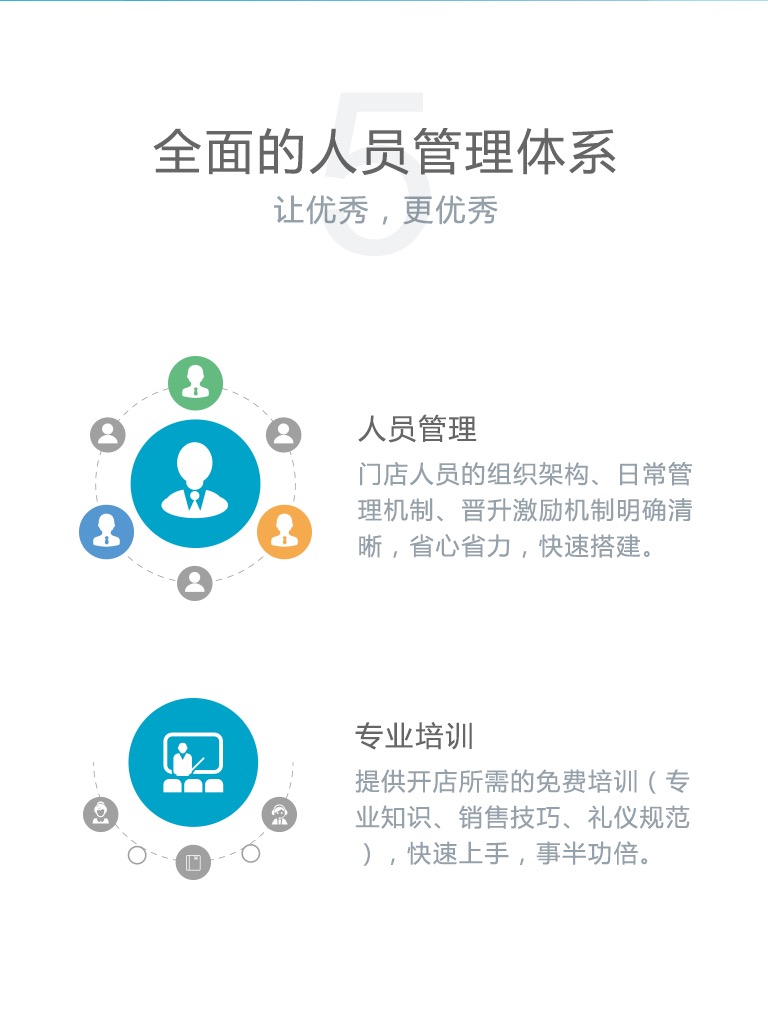 5
全面的人员管理体系
让优秀，更优秀
人员管理
门店人员的组织架构、日常管
理机制、晋升激励机制明确清
晰，省心省力，快速搭建。
专业培训
提供开店所需的免费培训（专
业知识、销售技巧、礼仪规范
），快速上手，事半功倍。